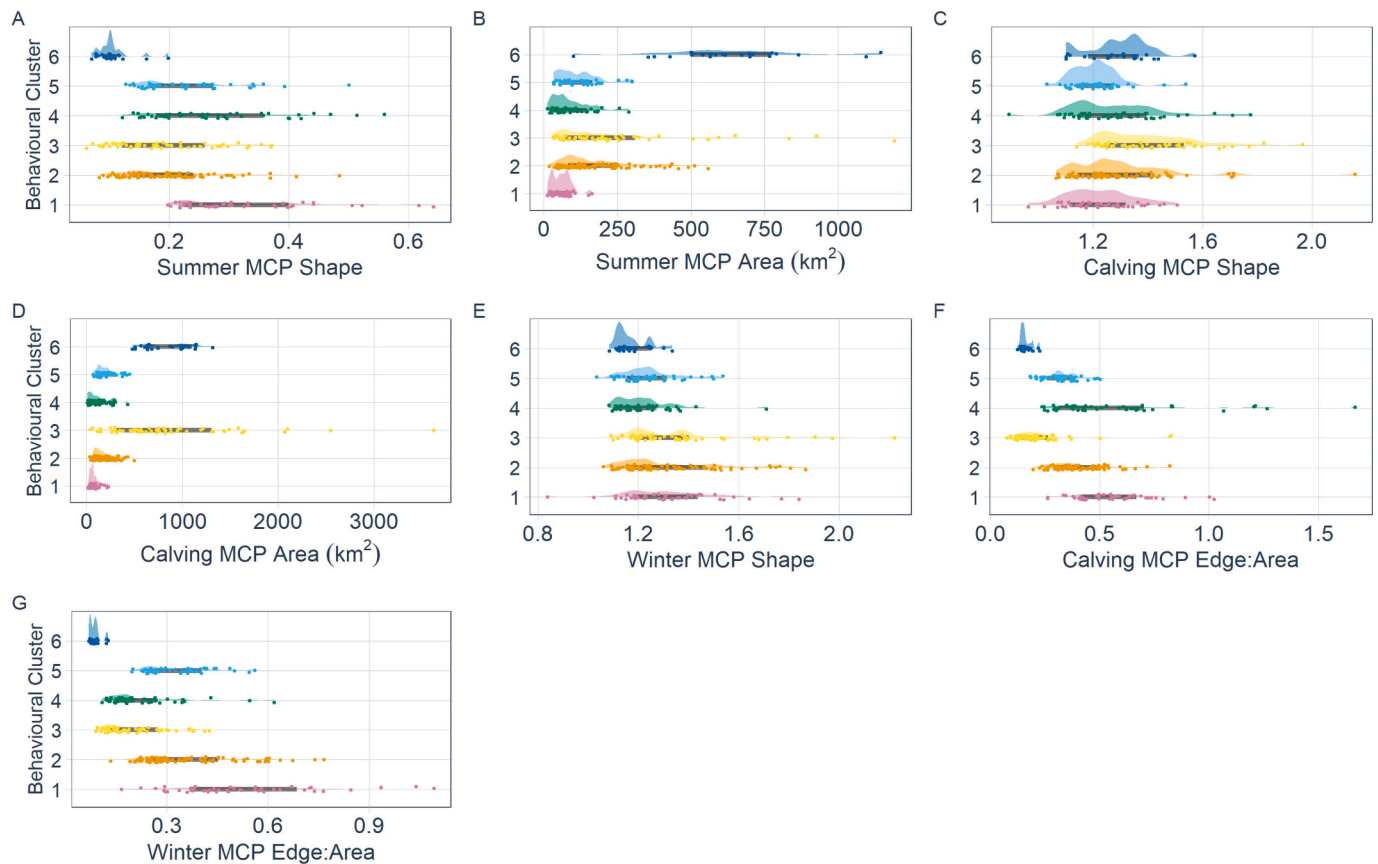 A
Behavioural Cluster
6
5
4
3
2
1
0.2 0.4 0.6
Summer MCP Shape
B
6
5
4
3
2
1
0 250 500 750 1000
Summer MCP Area (km²)
C
6
5
4
3
2
1
1.2 1.6 2.0
Calving MCP Shape
D
Behavioural Cluster
6
5
4
3
2
1
0 1000 2000 3000
Calving MCP Area (km²)
E
6
5
4
3
2
1
0.8 1.2 1.6 2.0
Winter MCP Shape
F
6
5
4
3
2
1
0.0 0.5 1.0 1.5
Calving MCP Edge:Area
G
Behavioural Cluster
6
5
4
3
2
1
0.3 0.6 0.9
Winter MCP Edge:Area